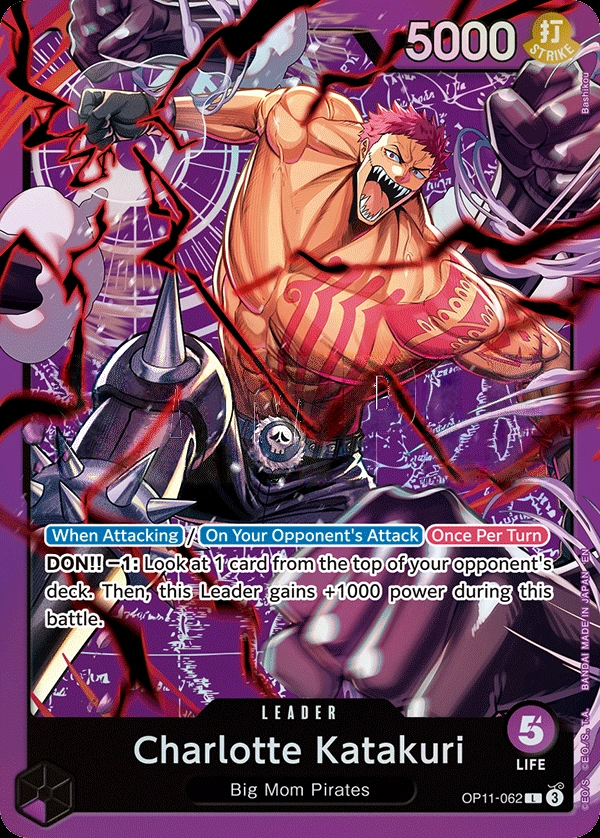 5000
打
STRIKE
Bashikou
When Attacking / On Your Opponent's Attack Once Per Turn
DON!! −1: Look at 1 card from the top of your opponent's
deck. Then, this Leader gains +1000 power during this
battle.
BANDAI MADE IN JAPAN EN
©E.O./S. ©E.O./S., T.A.
LEADER
Charlotte Katakuri
5
LIFE
Big Mom Pirates
OP11-062 L 3